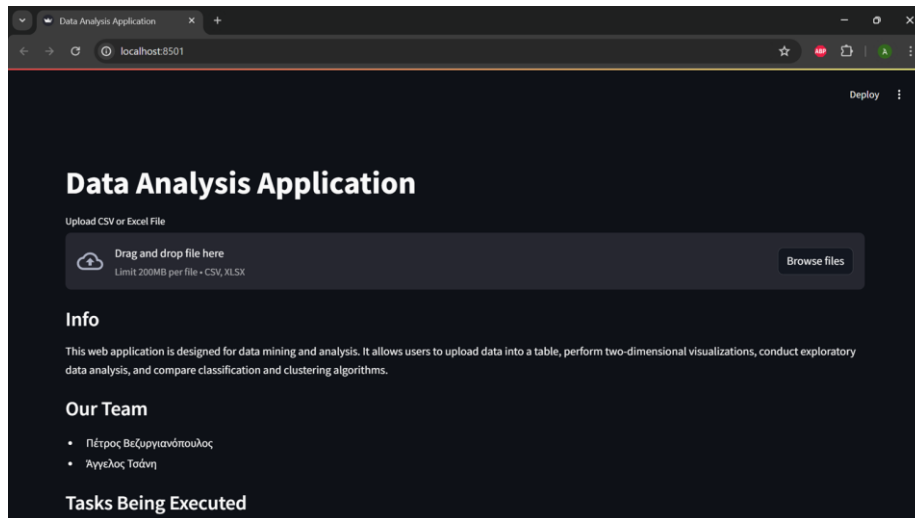 Data Analysis Application
localhost:8501
ABP
A
Deploy
Data Analysis Application
Upload CSV or Excel File
Drag and drop file here
Limit 200MB per file • CSV, XLSX
Browse files
Info
This web application is designed for data mining and analysis. It allows users to upload data into a table, perform two-dimensional visualizations, conduct exploratory
data analysis, and compare classification and clustering algorithms.
Our Team
• Πέτρος Βεζυργιανόπουλος
• Άγγελος Τσάνη
Tasks Being Executed